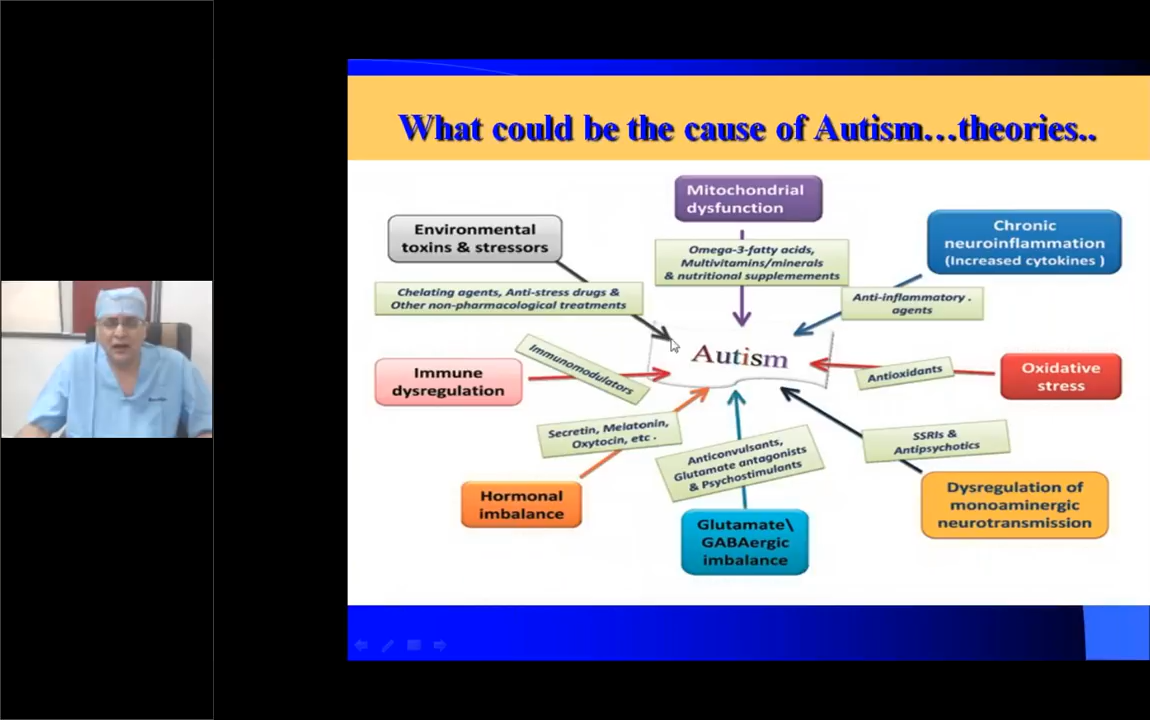 What could be the cause of Autism…theories..
Mitochondrial
dysfunction
Environmental
toxins & stressors
Chronic
neuroinflammation
(Increased cytokines )
Omega-3-fatty acids,
Multivitamins/minerals
& nutritional supplemements
Chelating agents, Anti-stress drugs &
Other non-pharmacological treatments
Anti-inflammatory .
agents
Immunomodulators
Autism
Immune
dysregulation
Antioxidants
Oxidative
stress
Secretin, Melatonin,
Oxytocin, etc .
Anticonvulsants,
Glutamate antagonists
& Psychostimulants
SSRIs &
Antipsychotics
Hormonal
imbalance
Glutamate\
GABAergic
imbalance
Dysregulation of
monoaminergic
neurotransmission